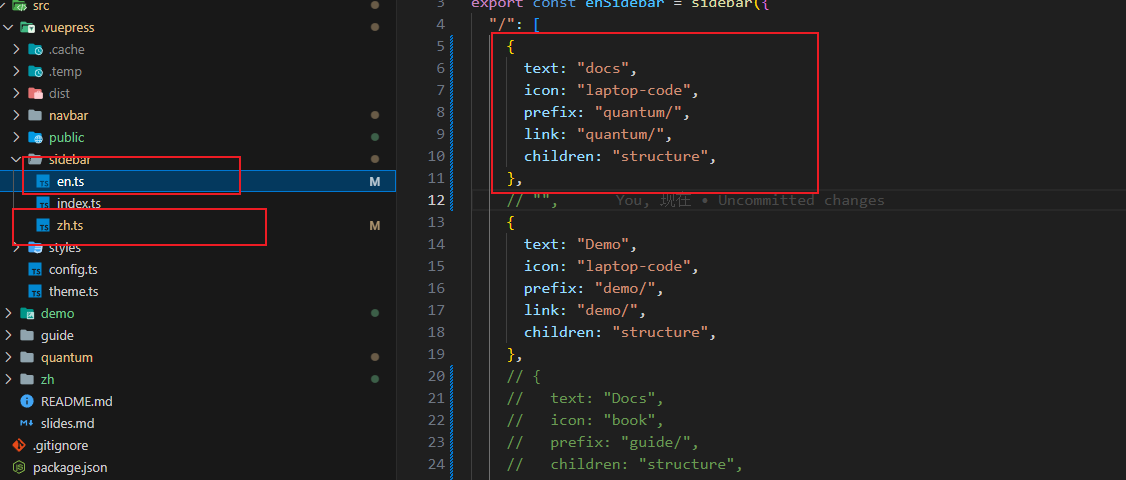 src
.vuepress
.cache
.temp
dist
navbar
public
sidebar
en.ts M
index.ts
zh.ts M
styles
config.ts
theme.ts
demo
guide
quantum
zh
README.md
slides.md
.gitignore
package.json
3 export const enSidebar = sidebar({
4 "/": [
5 {
6 text: "docs",
7 icon: "laptop-code",
8 prefix: "quantum/",
9 link: "quantum/",
10 children: "structure",
11 },
12 // "", You, 现在 • Uncommitted changes
13 {
14 text: "Demo",
15 icon: "laptop-code",
16 prefix: "demo/",
17 link: "demo/",
18 children: "structure",
19 },
20 // {
21 //   text: "Docs",
22 //   icon: "book",
23 //   prefix: "guide/",
24 //   children: "structure",